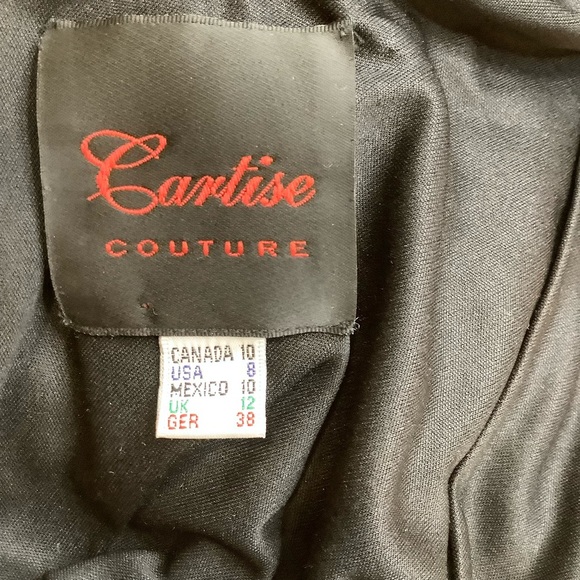 Cartise
COUTURE
CANADA 10
USA 8
MEXICO 10
UK 12
GER 38